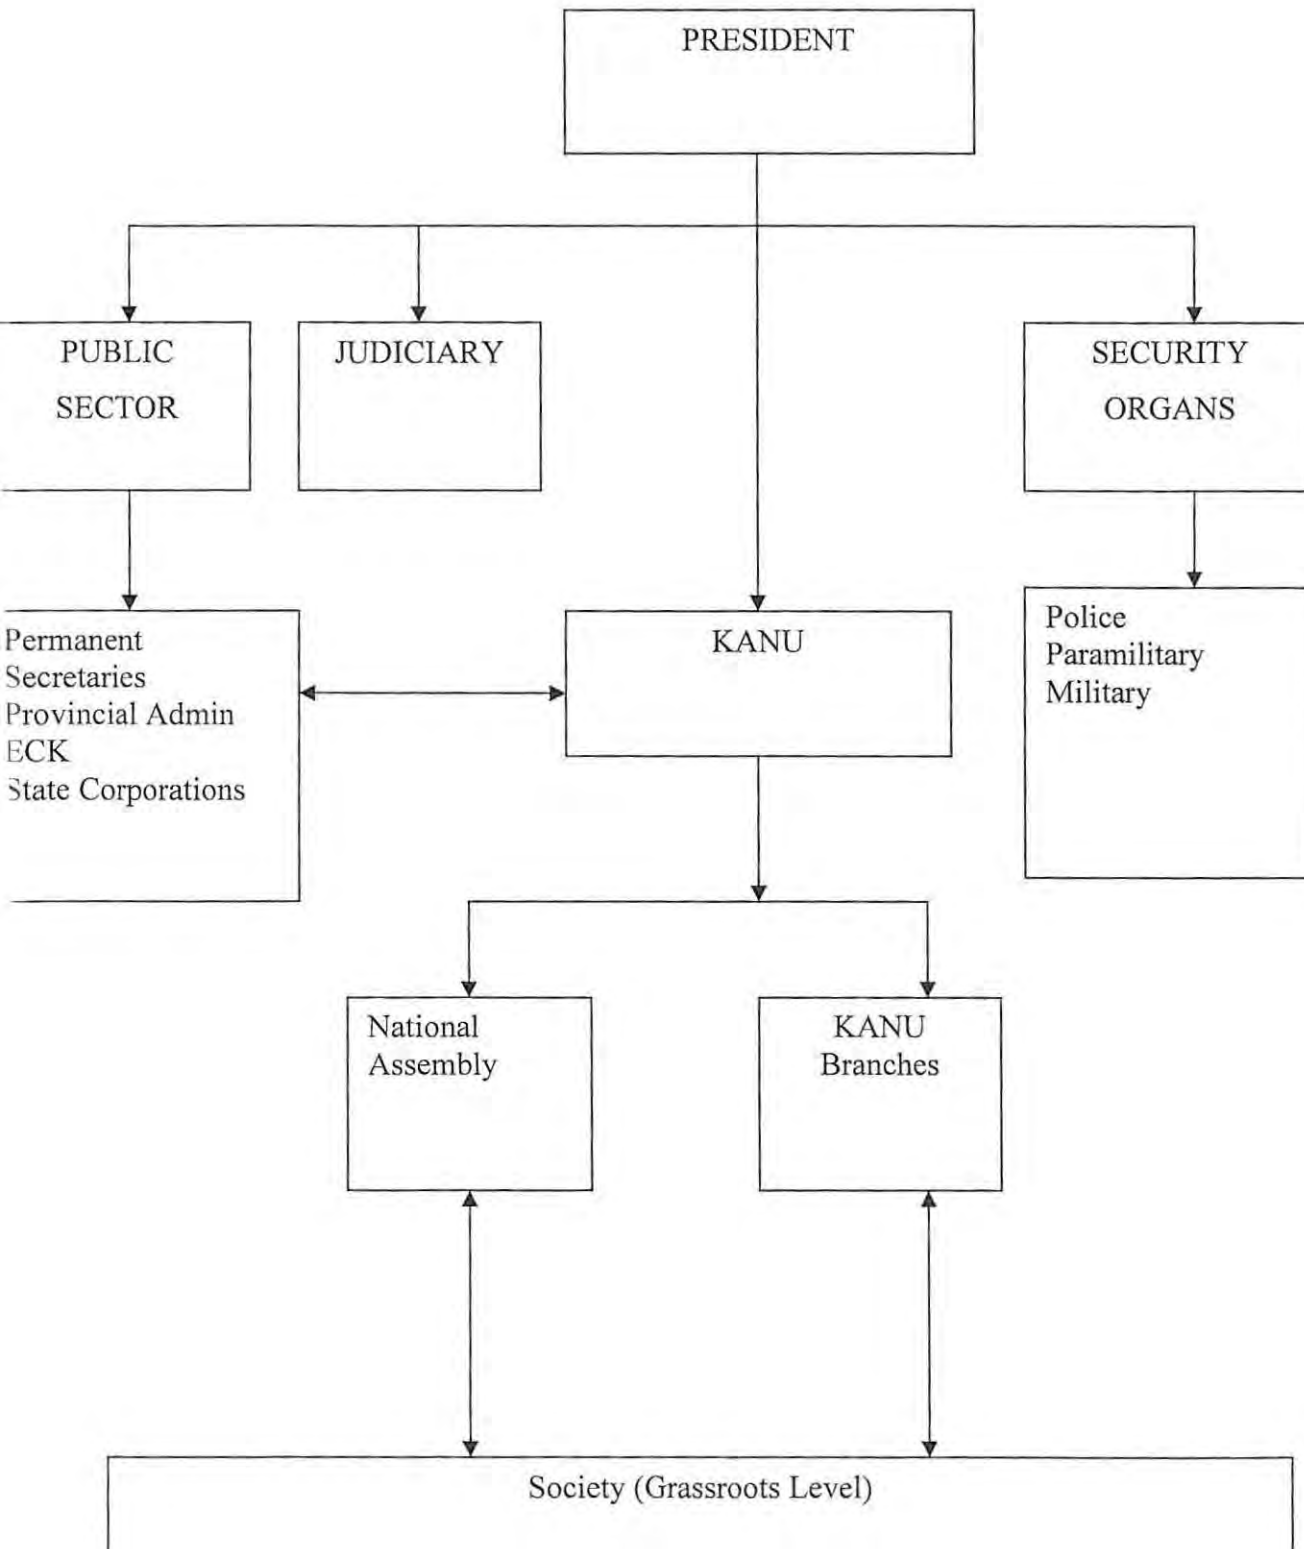 PRESIDENT
PUBLIC
SECTOR
JUDICIARY
SECURITY
ORGANS
Permanent
Secretaries
Provincial Admin
ECK
State Corporations
KANU
Police
Paramilitary
Military
National
Assembly
KANU
Branches
Society (Grassroots Level)